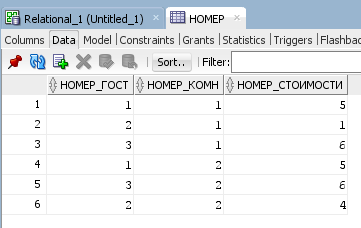 Relational_1 (Untitled_1) × НОМЕР ×
Columns Data Model Constraints Grants Statistics Triggers
Sort.. Filter:
НОМЕР_ГОСТ НОМЕР_КОМН НОМЕР_СТОИМОСТИ
1 1 1 5
2 2 1 1
3 3 1 6
4 1 2 5
5 3 2 6
6 2 2 4